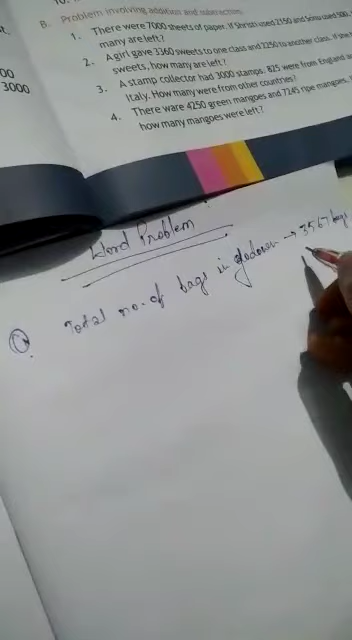 B. Problem involving addition and subtraction.
1. There were 7000 sheets of paper. If Shristi used 2150 and Simu used 900,
many are left?
2. A girl gave 3360 sweets to one class and 3250 to another class. If she
sweets, how many are left?
3. A stamp collector had 3000 stamps. 825 were from England
Italy. How many were from other countries?
4. There ware 4250 green mangoes and 7245 ripe mangoes.
how many mangoes were left?
00
3000
Word Problem
Q. Total no. of bags in godown → 3567 bags